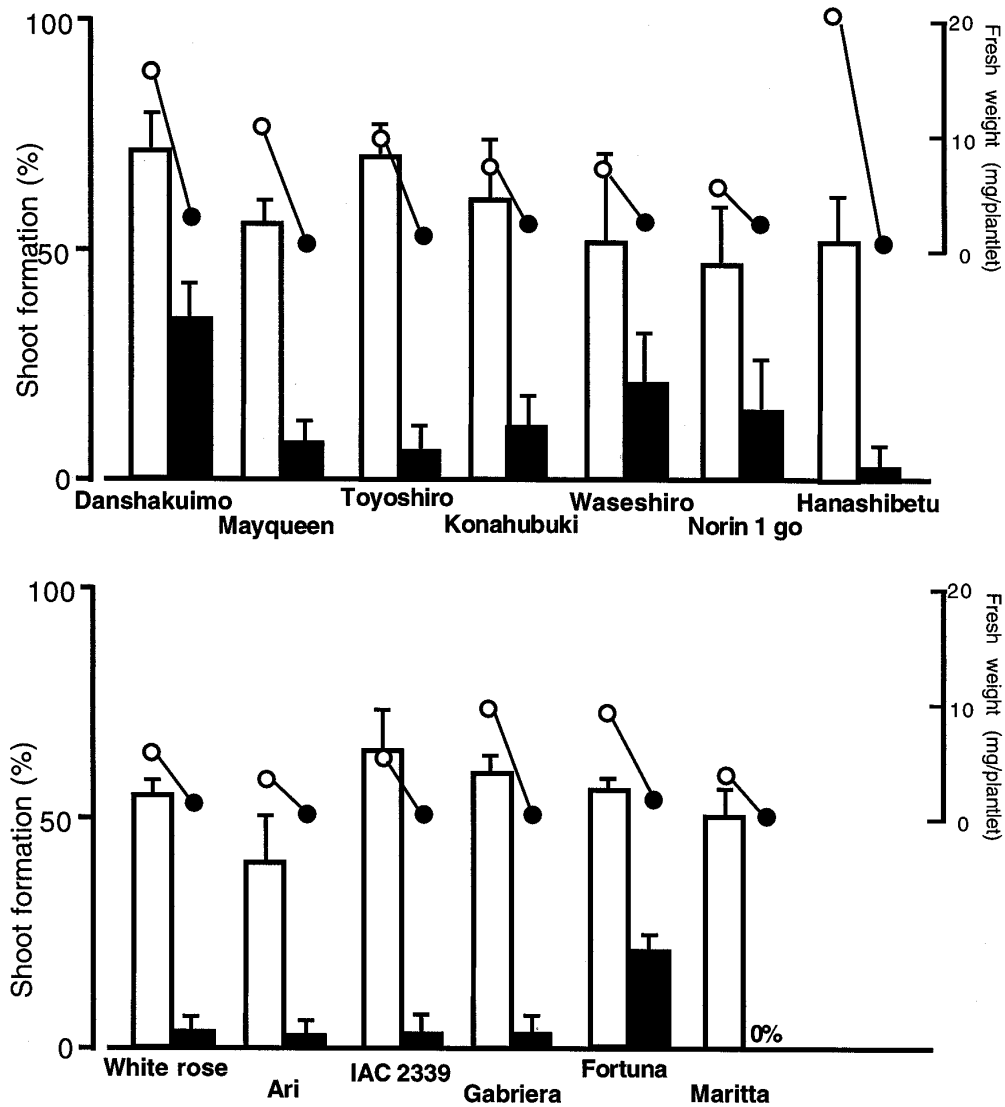 100
50
0
Shoot formation (%)
20
10
0
Fresh weight (mg/plantlet)
Danshakuimo
Mayqueen
Toyoshiro
Konahubuki
Waseshiro
Norin 1 go
Hanashibetu
100
50
0
Shoot formation (%)
20
10
0
Fresh weight (mg/plantlet)
0%
White rose
Ari
IAC 2339
Gabriera
Fortuna
Maritta